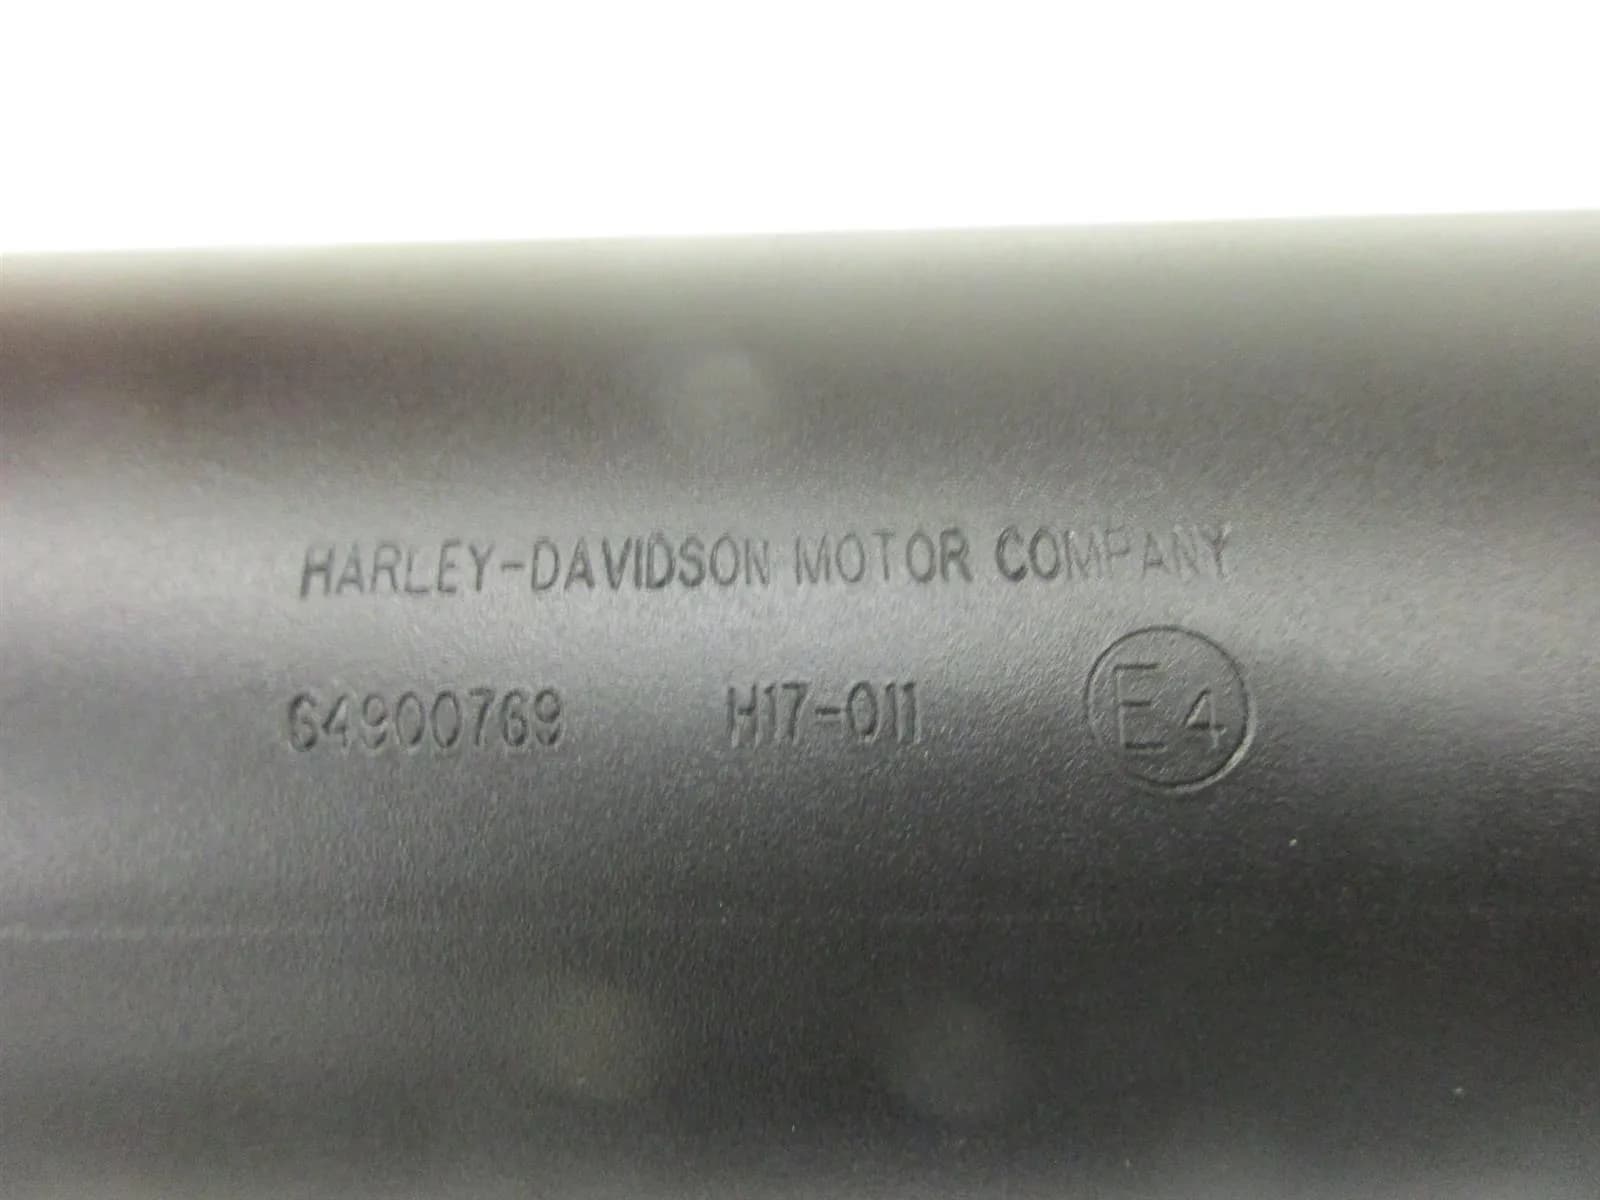 HARLEY-DAVIDSON MOTOR COMPANY
64900769 H17-011 E4